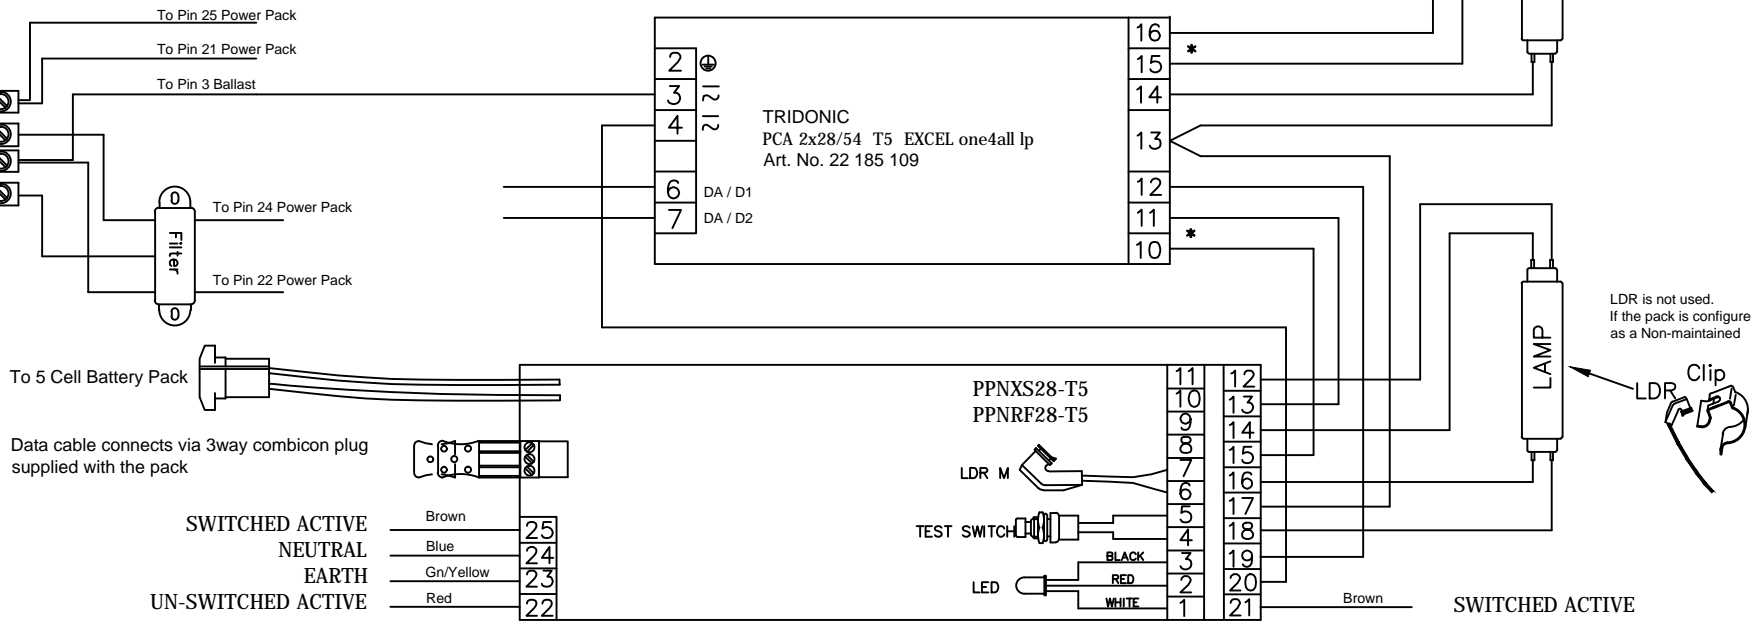 To Pin 25 Power Pack
To Pin 21 Power Pack
To Pin 3 Ballast
To Pin 24 Power Pack
Filter
To Pin 22 Power Pack
2
3
4
6 DA / D1
7 DA / D2
TRIDONIC
PCA 2x28/54 T5 EXCEL one4all lp
Art. No. 22 185 109
16
*
15
14
13
12
11
*
10
LAMP
LDR is not used.
If the pack is configure
as a Non-maintained
LDR
Clip
To 5 Cell Battery Pack
Data cable connects via 3way combicon plug
supplied with the pack
SWITCHED ACTIVE Brown 25
NEUTRAL Blue 24
EARTH Gn/Yellow 23
UN-SWITCHED ACTIVE Red 22
PPNXS28-T5
PPNRF28-T5
LDR M
TEST SWITCH
LED
BLACK
RED
WHITE
11
10
9
8
7
6
5
4
3
2
1
12
13
14
15
16
17
18
19
20
21
Brown SWITCHED ACTIVE